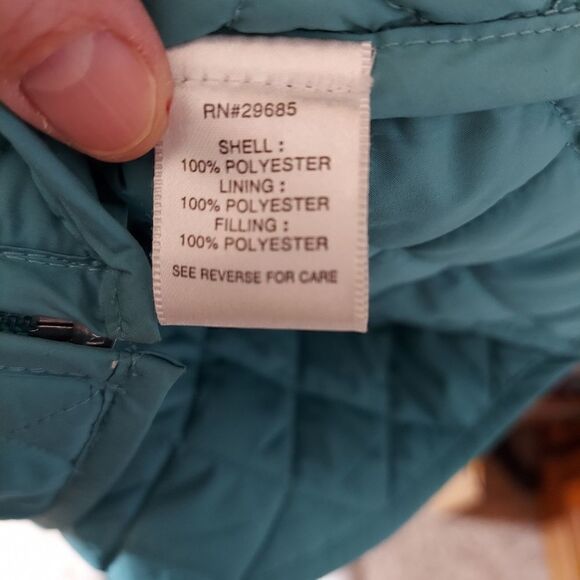 RN#29685
SHELL :
100% POLYESTER
LINING :
100% POLYESTER
FILLING :
100% POLYESTER
SEE REVERSE FOR CARE